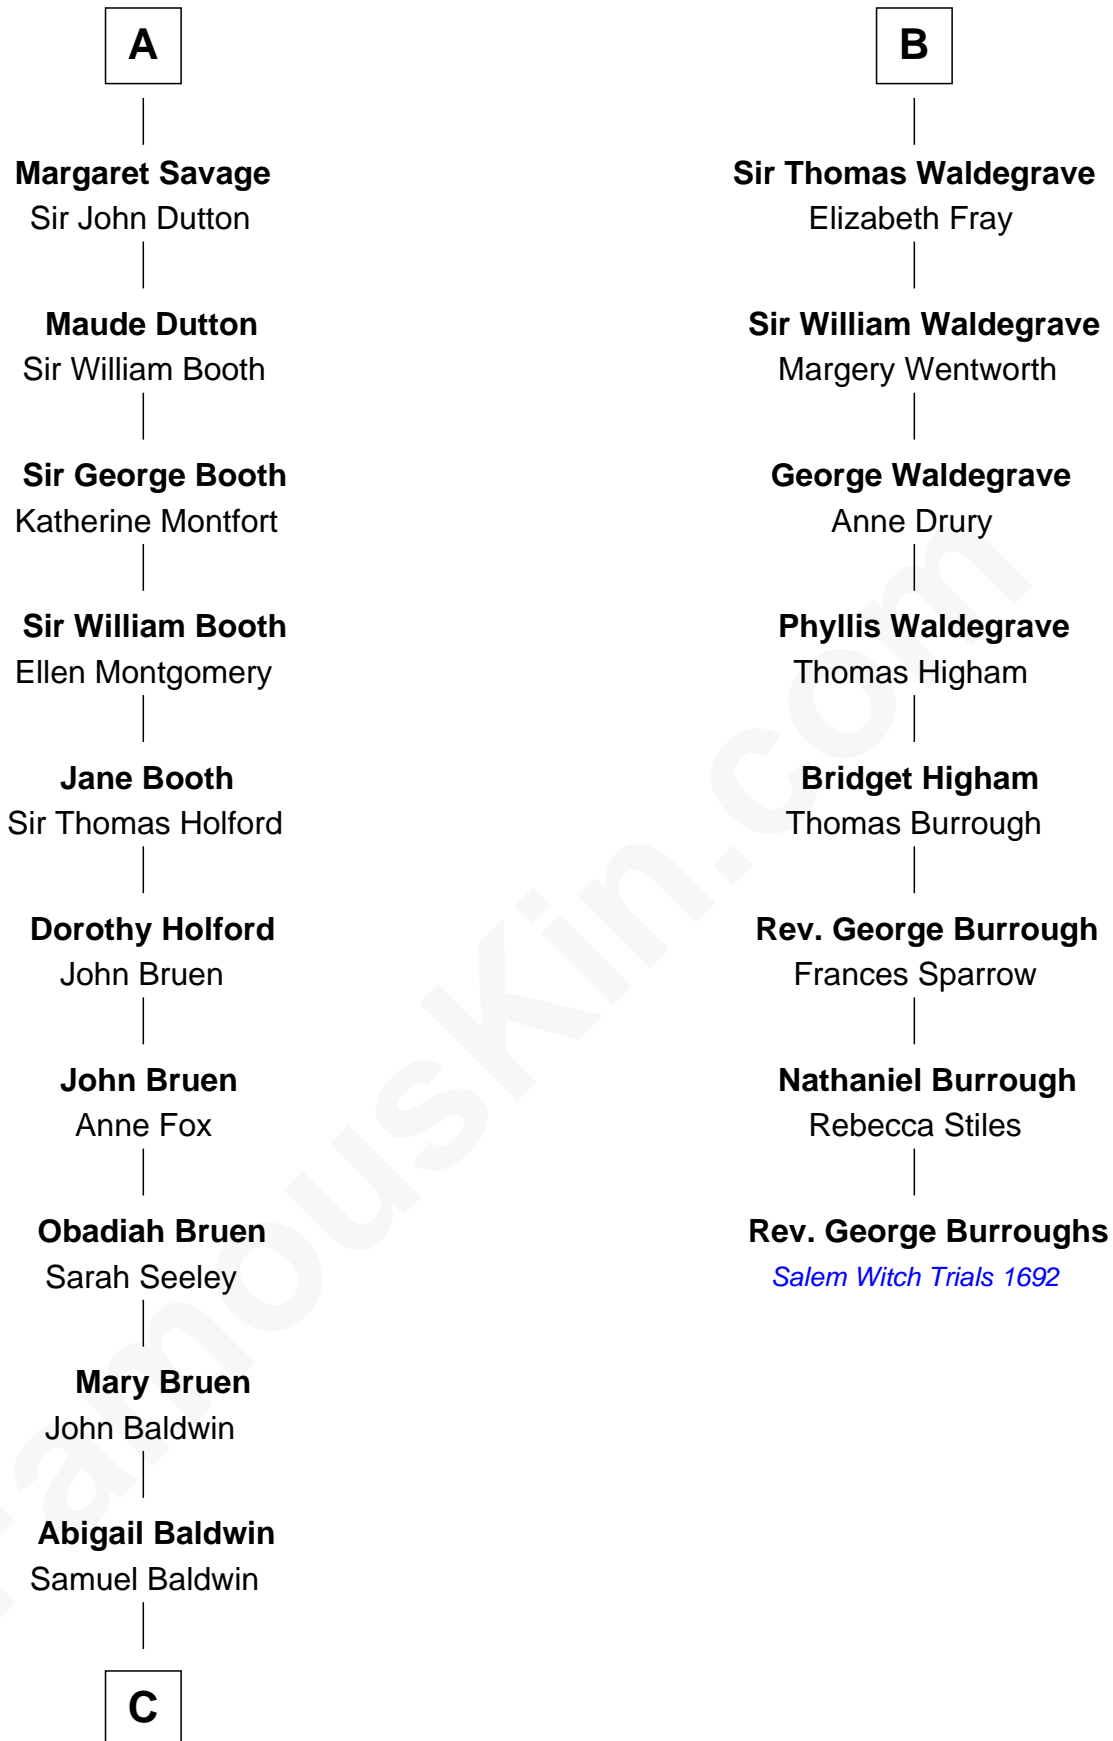 A
Margaret Savage
Sir John Dutton
Maude Dutton
Sir William Booth
Sir George Booth
Katherine Montfort
Sir William Booth
Ellen Montgomery
Jane Booth
Sir Thomas Holford
Dorothy Holford
John Bruen
John Bruen
Anne Fox
Obadiah Bruen
Sarah Seeley
Mary Bruen
John Baldwin
Abigail Baldwin
Samuel Baldwin
C
B
Sir Thomas Waldegrave
Elizabeth Fray
Sir William Waldegrave
Margery Wentworth
George Waldegrave
Anne Drury
Phyllis Waldegrave
Thomas Higham
Bridget Higham
Thomas Burrough
Rev. George Burrough
Frances Sparrow
Nathaniel Burrough
Rebecca Stiles
Rev. George Burroughs
Salem Witch Trials 1692
FamousKin.com